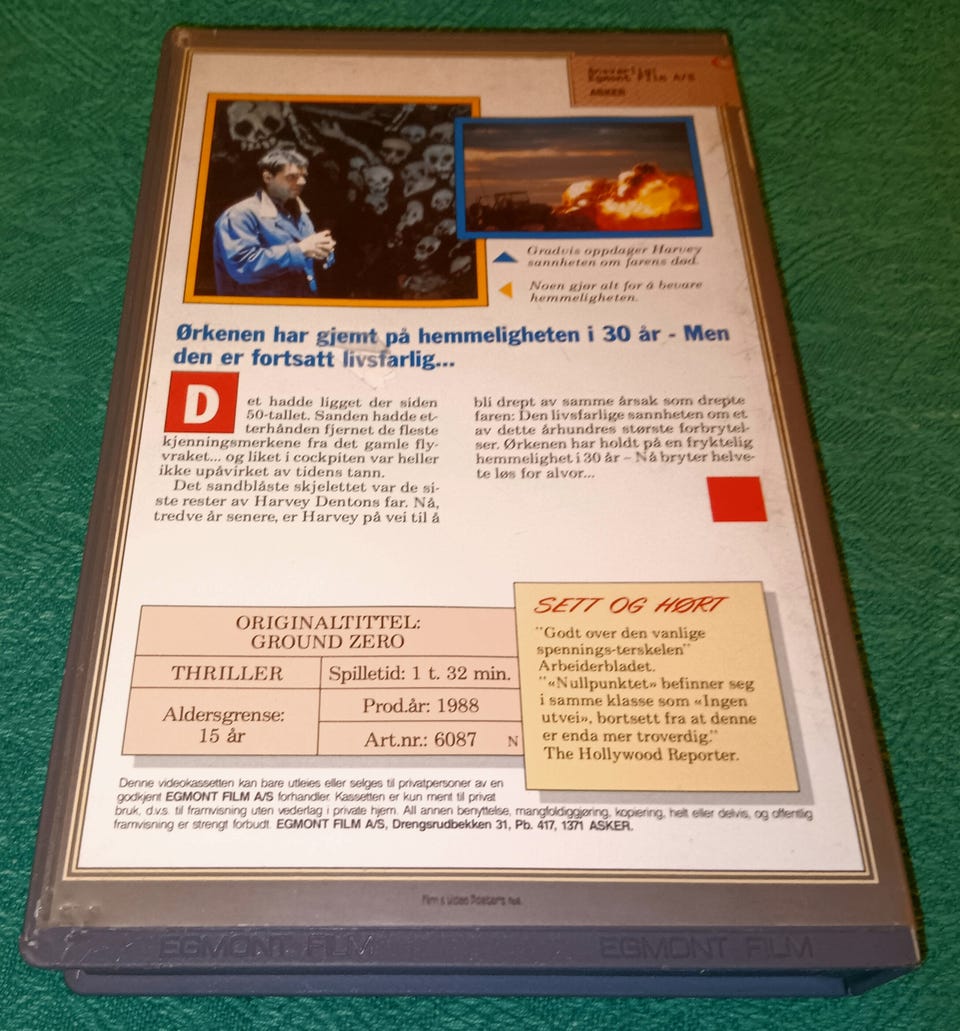 Ansvarlig:
Egmont Film A/S
ASKER
Gradvis oppdager Harvey
sannheten om farens død.
Noen gjør alt for å bevare
hemmeligheten.
Ørkenen har gjemt på hemmeligheten i 30 år - Men
den er fortsatt livsfarlig...
Det hadde ligget der siden
50-tallet. Sanden hadde et-
terhånden fjernet de fleste
kjenningsmerkene fra det gamle fly-
vraket... og liket i cockpiten var heller
ikke upåvirket av tidens tann.
Det sandblåste skjelettet var de si-
ste rester av Harvey Dentons far. Nå,
tredve år senere, er Harvey på vei til å
bli drept av samme årsak som drepte
faren: Den livsfarlige sannheten om et
av dette århundres største forbrytel-
ser. Ørkenen har holdt på en fryktelig
hemmelighet i 30 år – Nå bryter helve-
te løs for alvor...
ORIGINALTITTEL:
GROUND ZERO
THRILLER
Spilletid: 1 t. 32 min.
Aldersgrense:
15 år
Prod.år: 1988
Art.nr.: 6087 N
SETT OG HØRT
"Godt over den vanlige
spennings-terskelen"
Arbeiderbladet.
"«Nullpunktet» befinner seg
i samme klasse som «Ingen
utvei», bortsett fra at denne
er enda mer troverdig."
The Hollywood Reporter.
Denne videokassetten kan bare utleies eller selges til privatpersoner av en
godkjent EGMONT FILM A/S forhandler. Kassetten er kun ment til privat
bruk, d.v.s. til framvisning uten vederlag i private hjem. All annen benyttelse, mangfoldiggjøring, kopiering, helt eller delvis, og offentlig
framvisning er strengt forbudt. EGMONT FILM A/S, Drengsrudbekken 31, Pb. 417, 1371 ASKER.
Film & Video Posters
EGMONT FILM EGMONT FILM